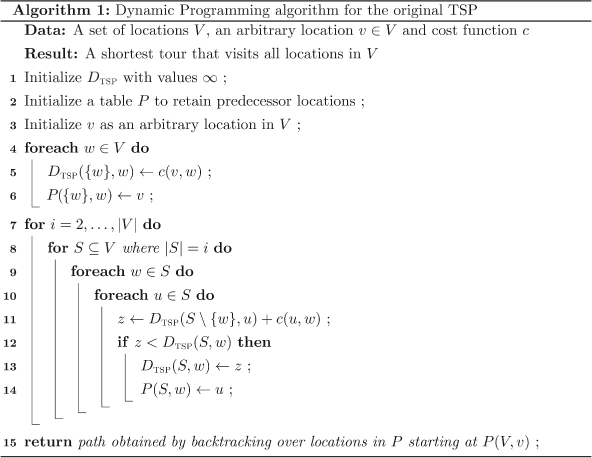 Algorithm 1: Dynamic Programming algorithm for the original TSP
Data: A set of locations V, an arbitrary location v ∈ V and cost function c
Result: A shortest tour that visits all locations in V
1 Initialize D_TSP with values ∞ ;
2 Initialize a table P to retain predecessor locations ;
3 Initialize v as an arbitrary location in V ;
4 foreach w ∈ V do
5 D_TSP({w}, w) ← c(v, w) ;
6 P({w}, w) ← v ;
7 for i = 2, . . . , |V| do
8 for S ⊆ V where |S| = i do
9 foreach w ∈ S do
10 foreach u ∈ S do
11 z ← D_TSP(S \ {w}, u) + c(u, w) ;
12 if z < D_TSP(S, w) then
13 D_TSP(S, w) ← z ;
14 P(S, w) ← u ;
15 return path obtained by backtracking over locations in P starting at P(V, v) ;